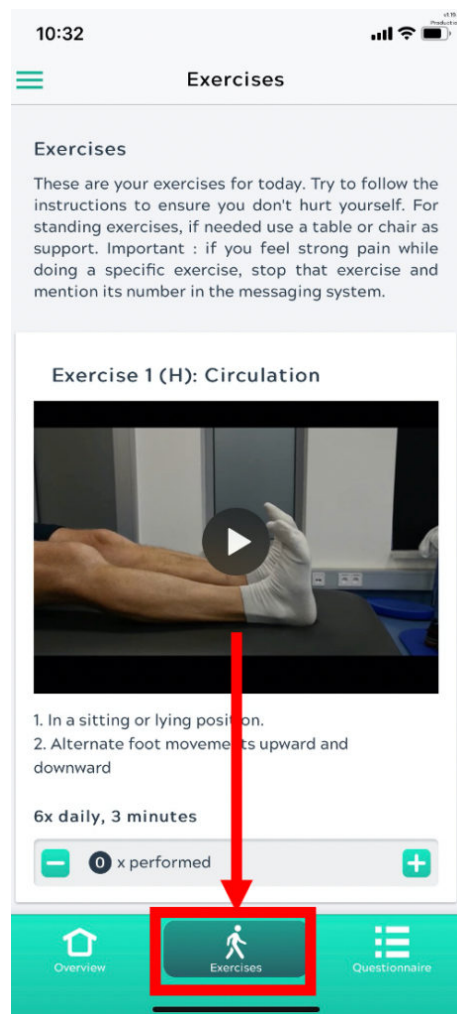 v1.19
Production
10:32
Exercises
Exercises
These are your exercises for today. Try to follow the
instructions to ensure you don't hurt yourself. For
standing exercises, if needed use a table or chair as
support. Important : if you feel strong pain while
doing a specific exercise, stop that exercise and
mention its number in the messaging system.
Exercise 1 (H): Circulation
1. In a sitting or lying position.
2. Alternate foot movements upward and
downward
6x daily, 3 minutes
0 x performed
Overview
Exercises
Questionnaire